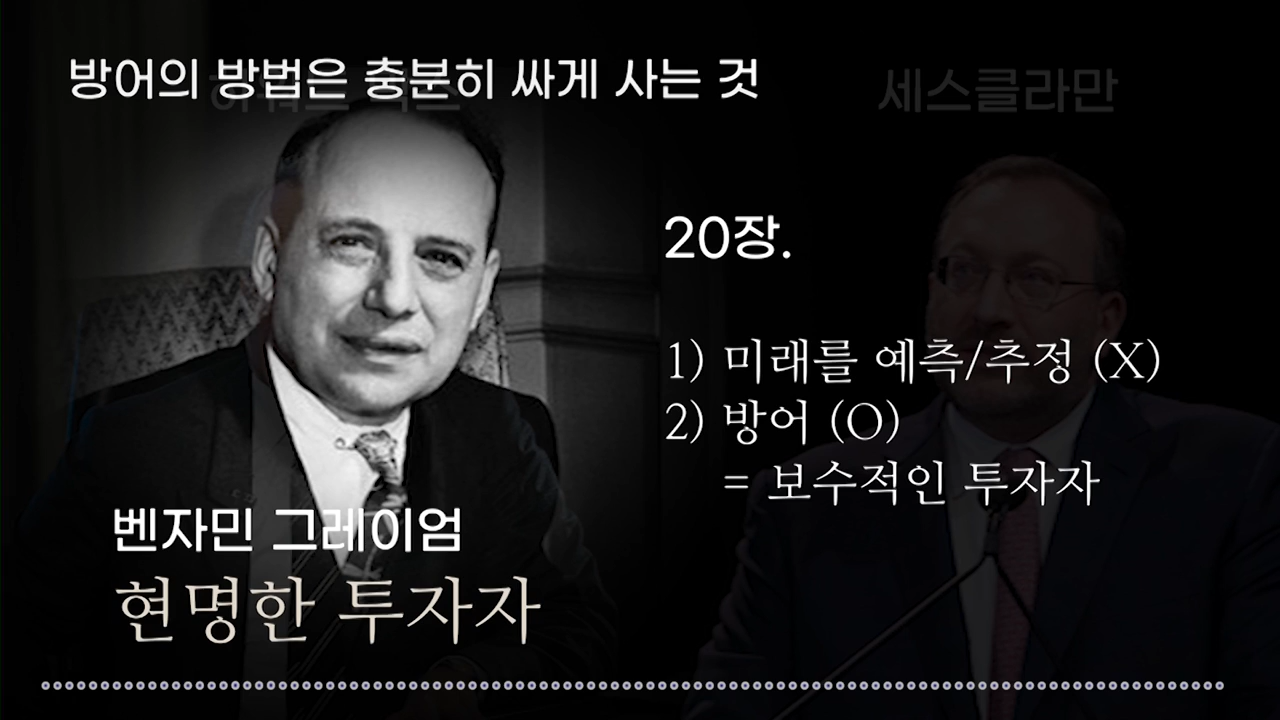 방어의 방법은 충분히 싸게 사는 것
세스클라만
20장.
1) 미래를 예측/추정 (X)
2) 방어 (O)
= 보수적인 투자자
벤자민 그레이엄
현명한 투자자